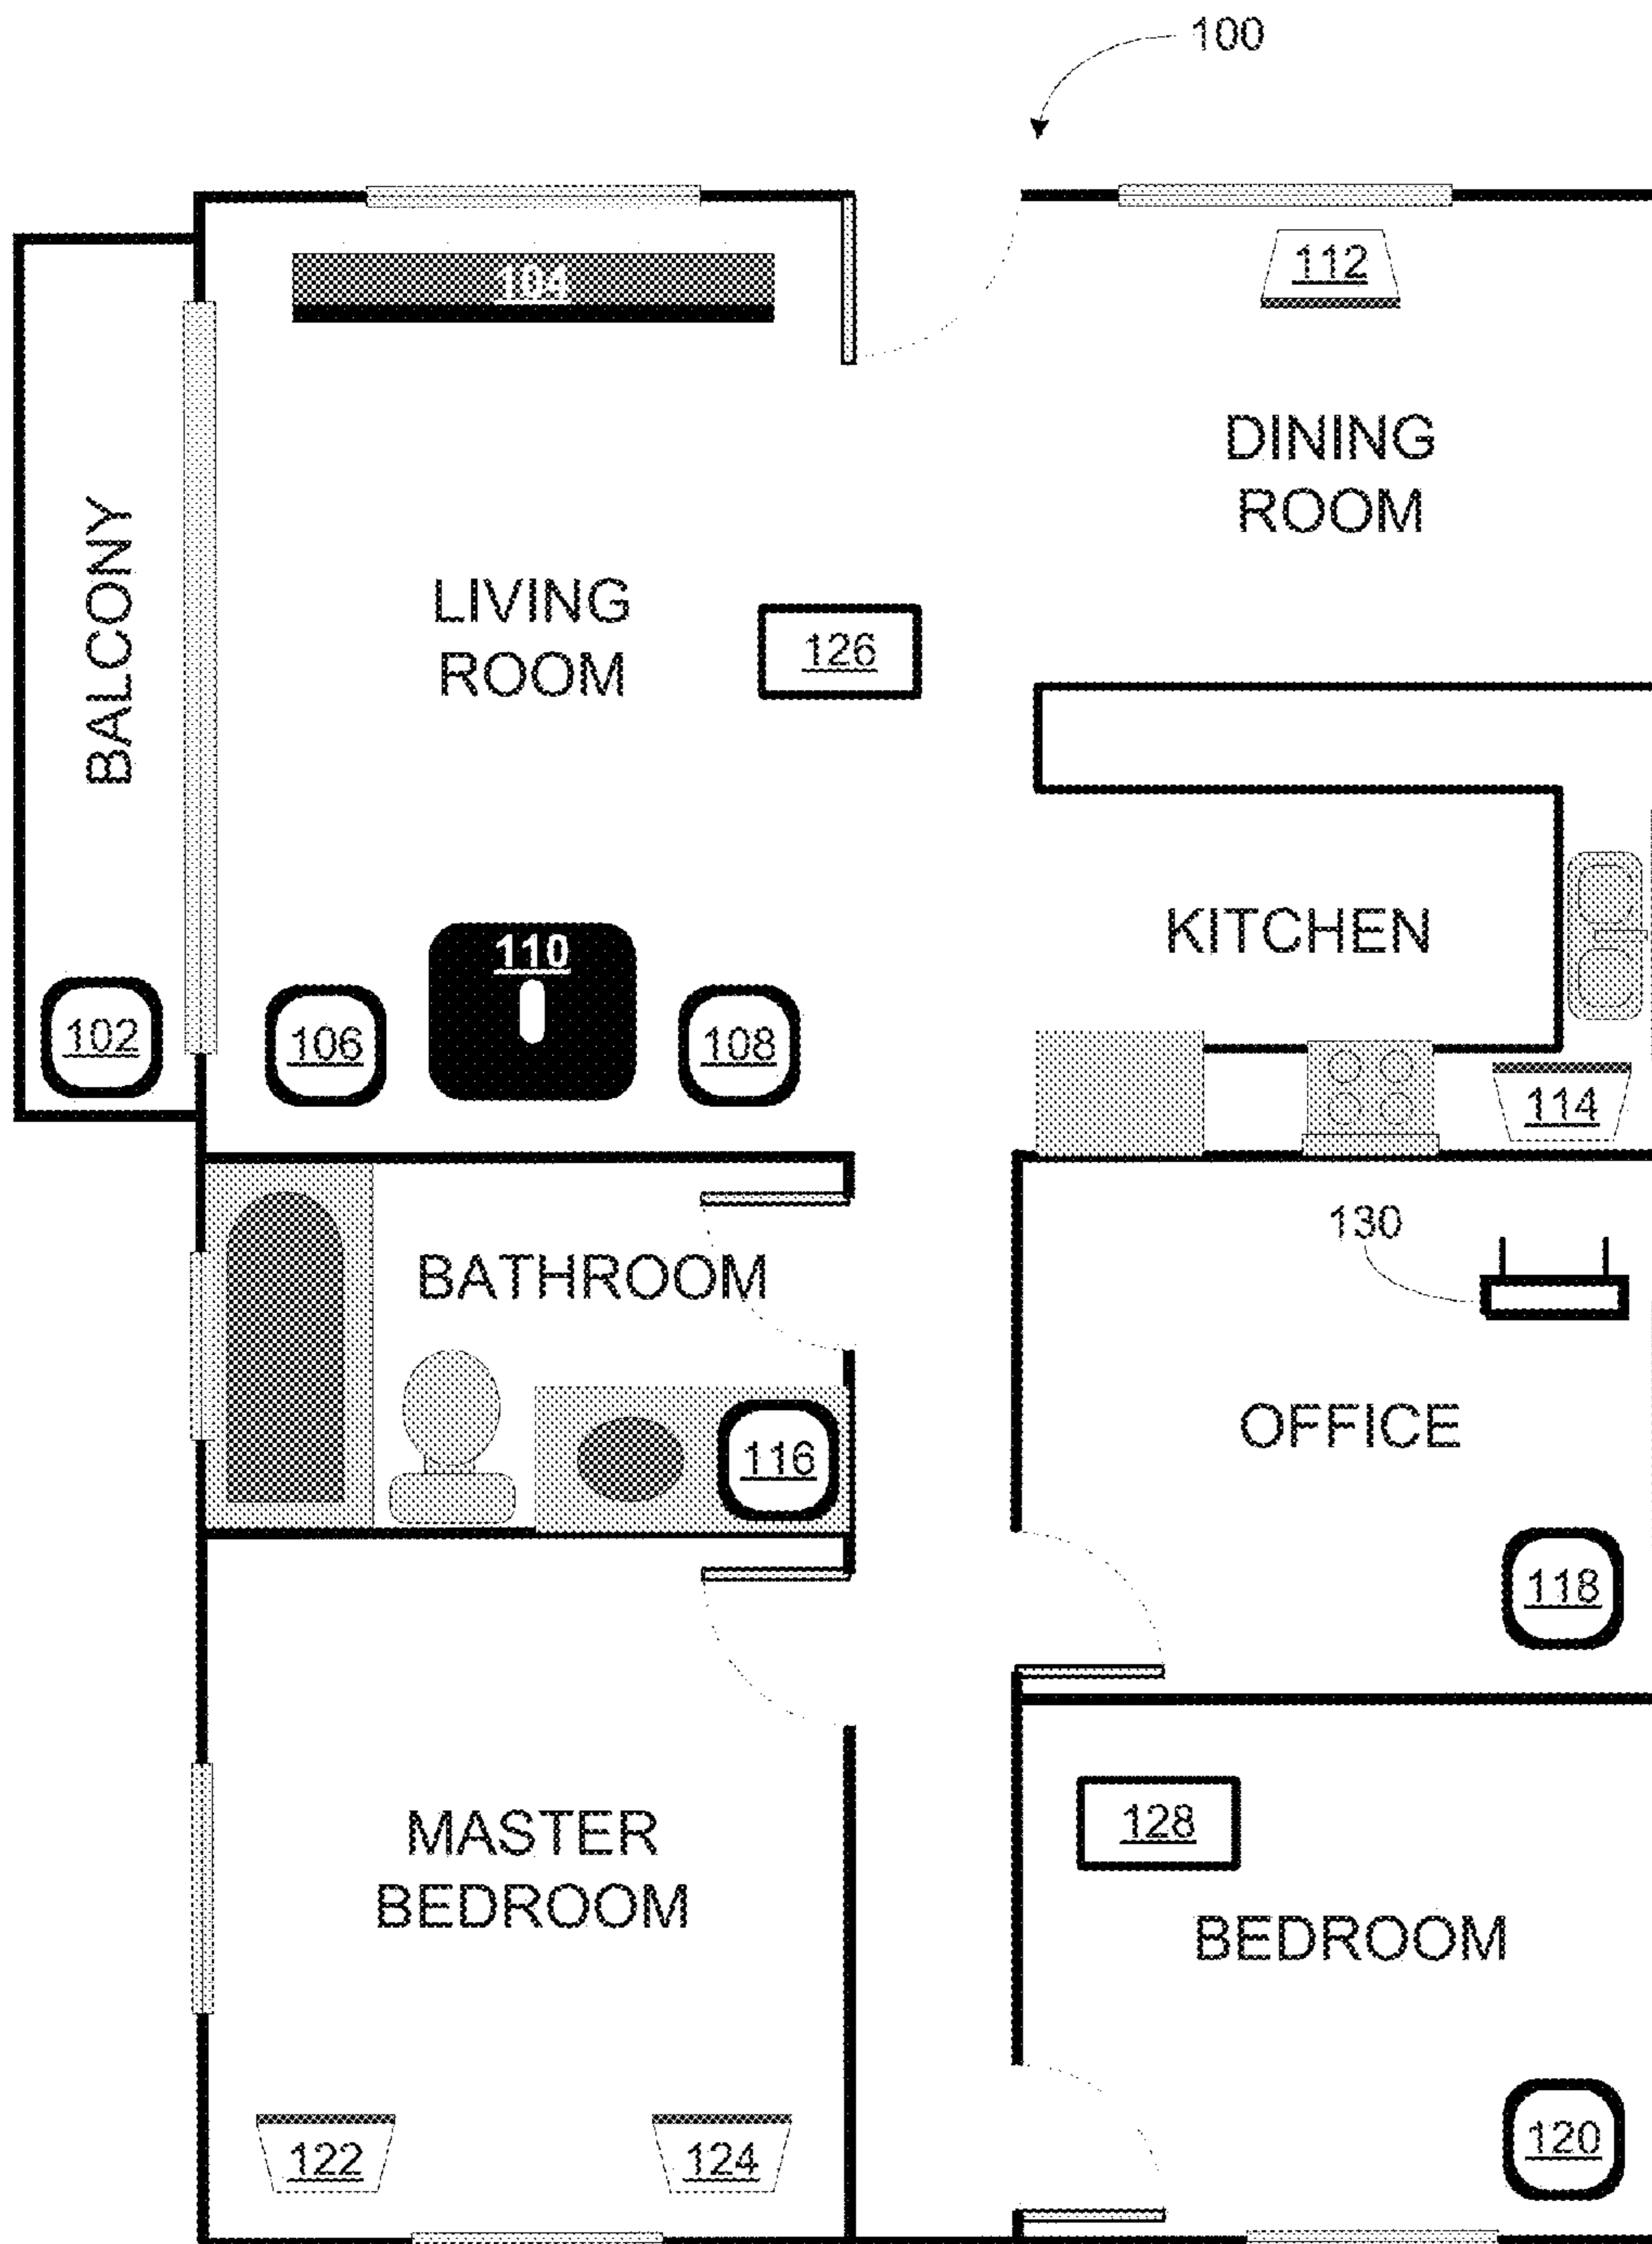 100
104
112
DINING
ROOM
BALCONY
LIVING
ROOM
126
KITCHEN
110
102
106
108
114
130
BATHROOM
OFFICE
116
118
MASTER
BEDROOM
128
BEDROOM
122
124
120